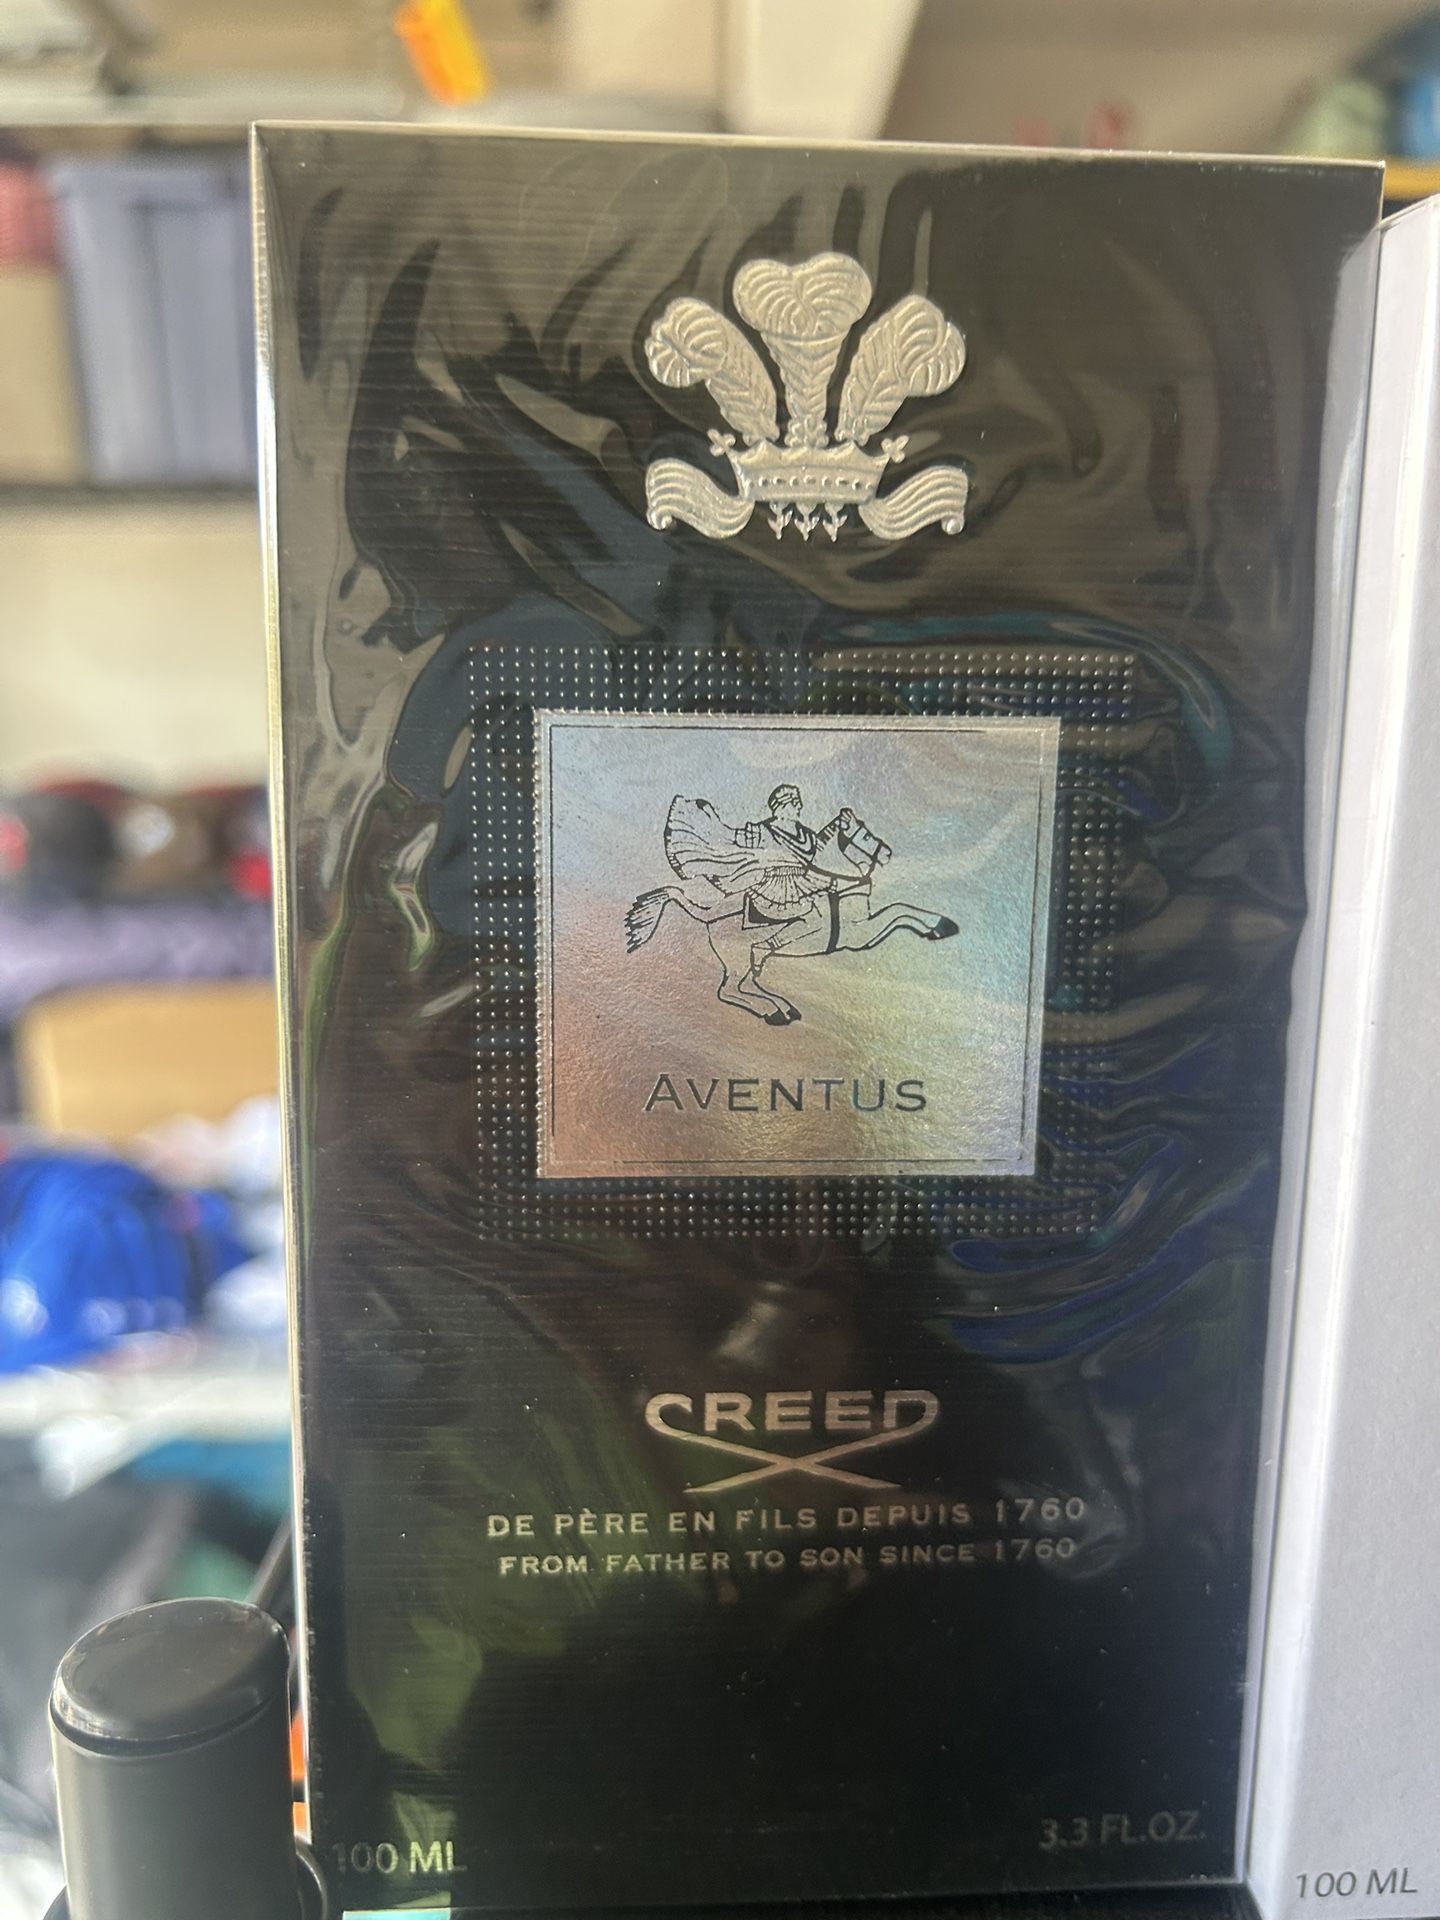 AVENTUS
CREED
DE PÈRE EN FILS DEPUIS 1760
FROM FATHER TO SON SINCE 1760
100 ML
3.3 FL.OZ.
100 ML